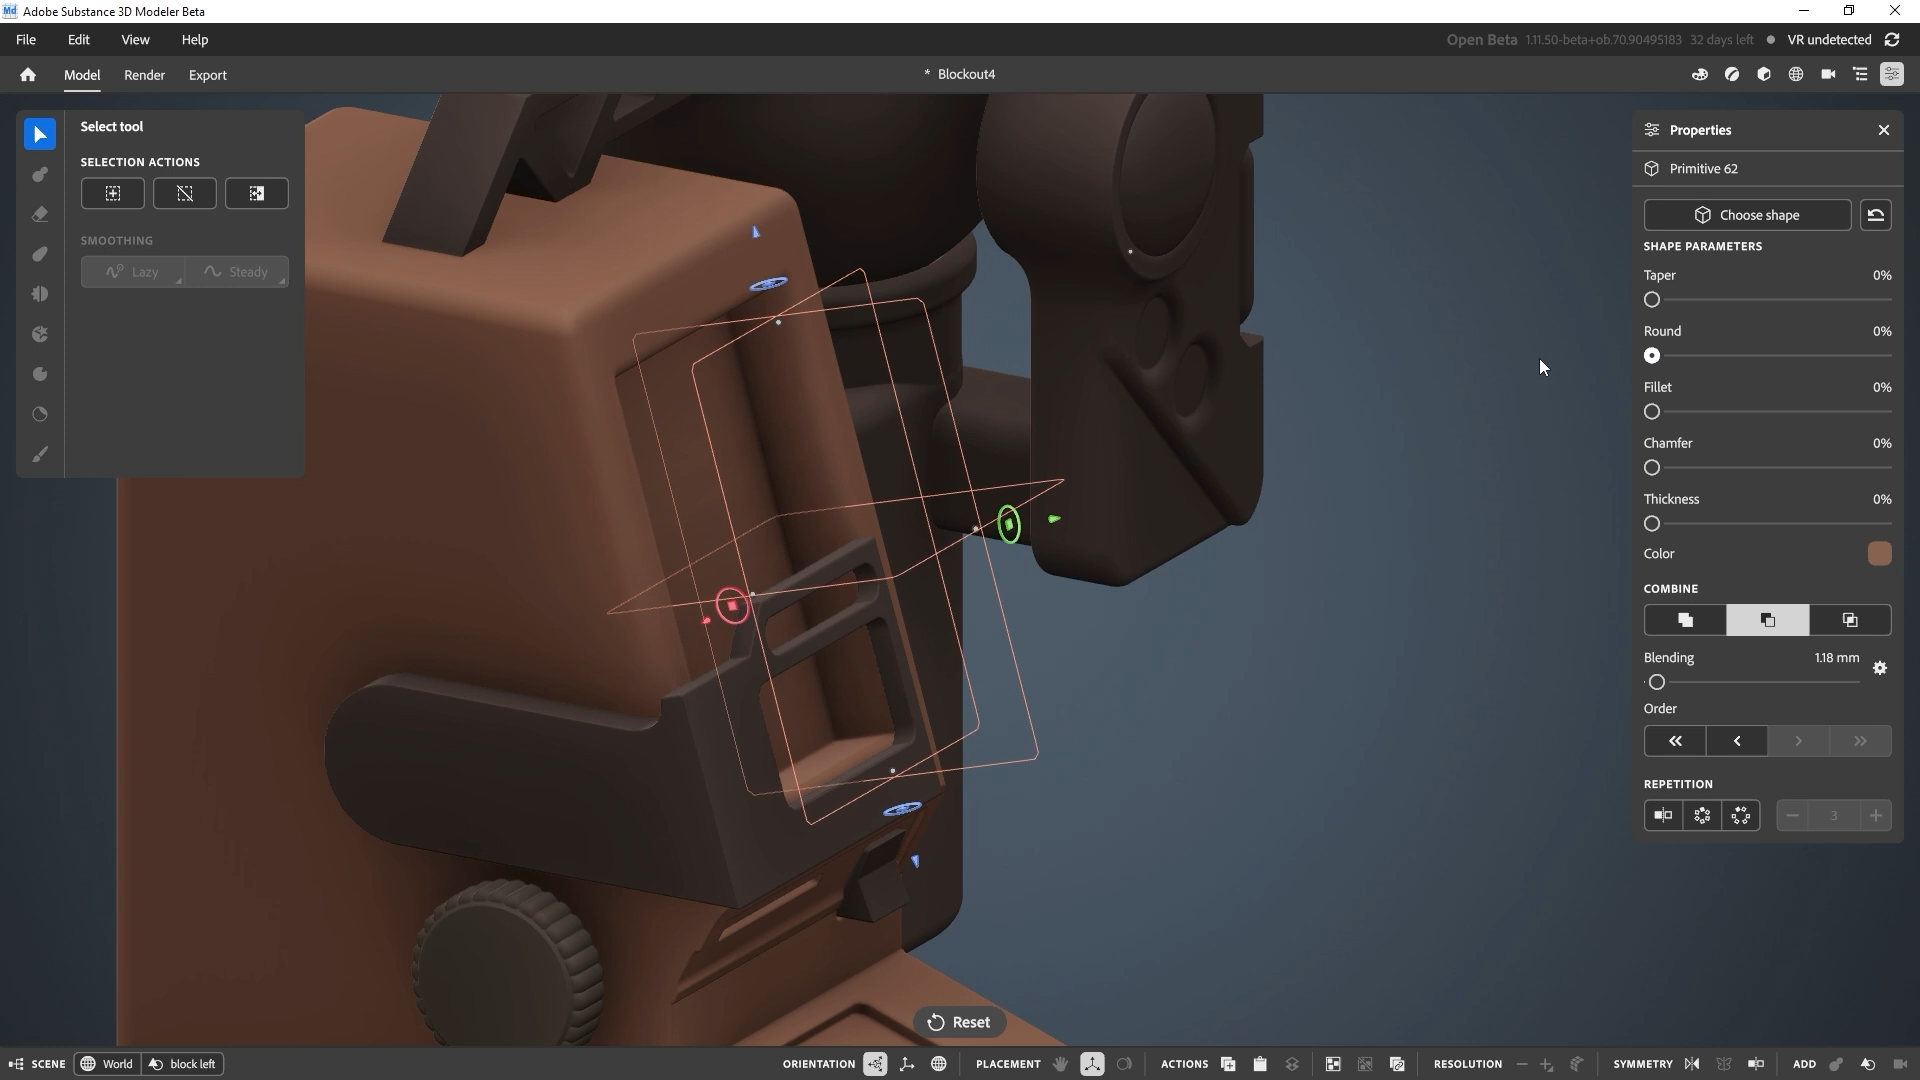 Md Adobe Substance 3D Modeler Beta
File Edit View Help
Open Beta 1.11.50-beta+ob.70.90495183 32 days left VR undetected
Model Render Export
* Blockout4
Select tool
SELECTION ACTIONS
SMOOTHING
Lazy Steady
Properties
Primitive 62
Choose shape
SHAPE PARAMETERS
Taper 0%
Round 0%
Fillet 0%
Chamfer 0%
Thickness 0%
Color
COMBINE
Blending 1.18 mm
Order
REPETITION
3
Reset
SCENE World block left ORIENTATION PLACEMENT ACTIONS RESOLUTION SYMMETRY ADD